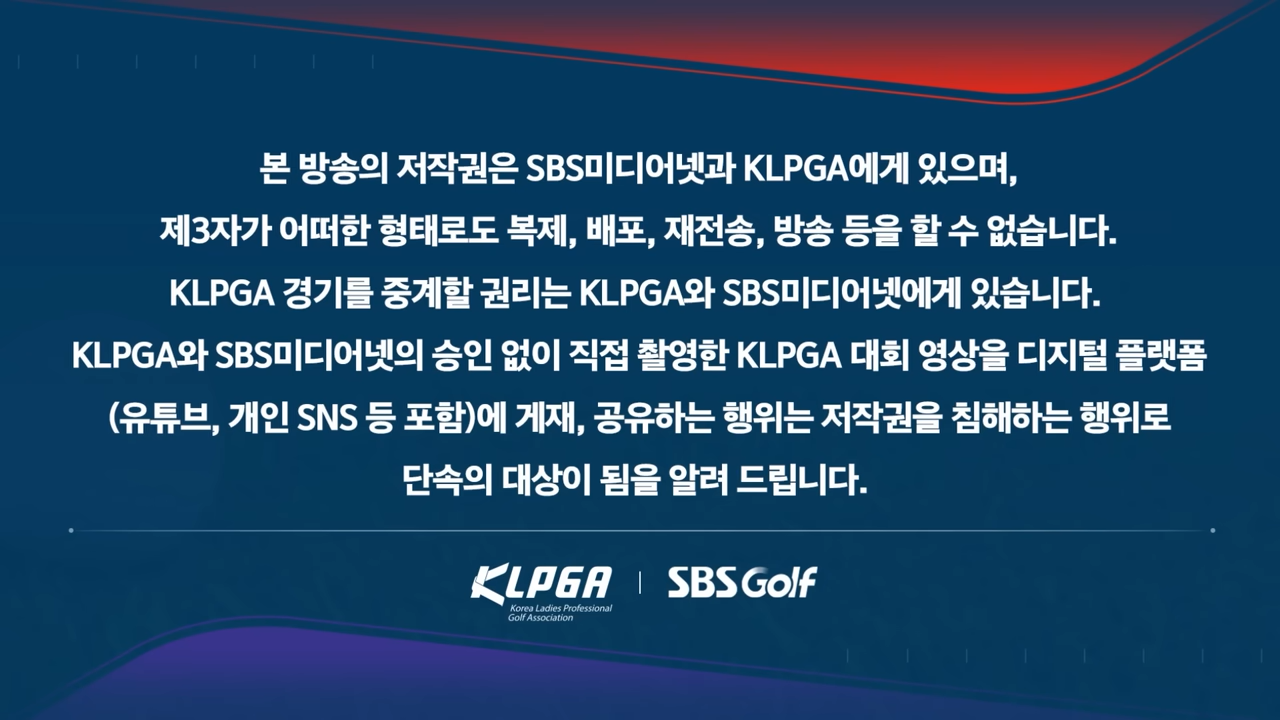 본 방송의 저작권은 SBS미디어넷과 KLPGA에게 있으며,
제3자가 어떠한 형태로도 복제, 배포, 재전송, 방송 등을 할 수 없습니다.
KLPGA 경기를 중계할 권리는 KLPGA와 SBS미디어넷에게 있습니다.
KLPGA와 SBS미디어넷의 승인 없이 직접 촬영한 KLPGA 대회 영상을 디지털 플랫폼
(유튜브, 개인 SNS 등 포함)에 게재, 공유하는 행위는 저작권을 침해하는 행위로
단속의 대상이 됨을 알려 드립니다.
KLPGA | SBS Golf
Korea Ladies Professional
Golf Association